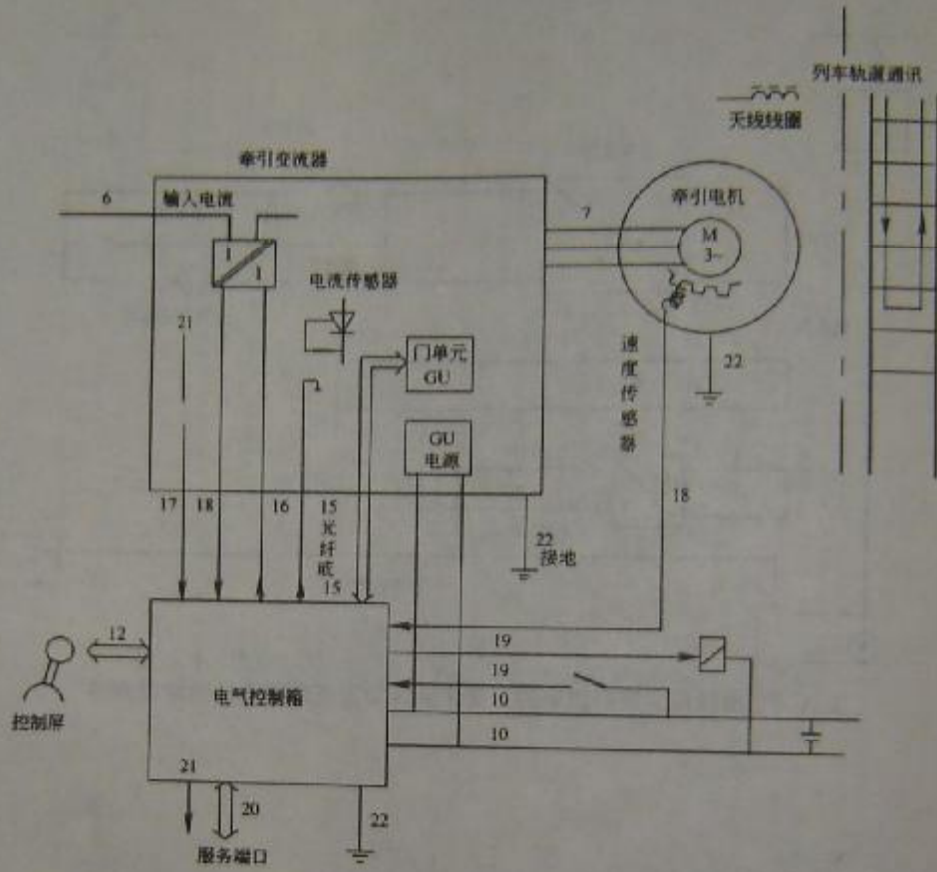 列车轨道通讯
天线线圈
牵引变流器
6
输入电流
7
牵引电机
M
3~
I
I
电流传感器
21
门单元
GU
速度传感器
22
GU
电源
17
18
16
15
光纤
15
22
接地
18
12
19
19
10
10
电气控制箱
控制屏
21
20
22
服务端口